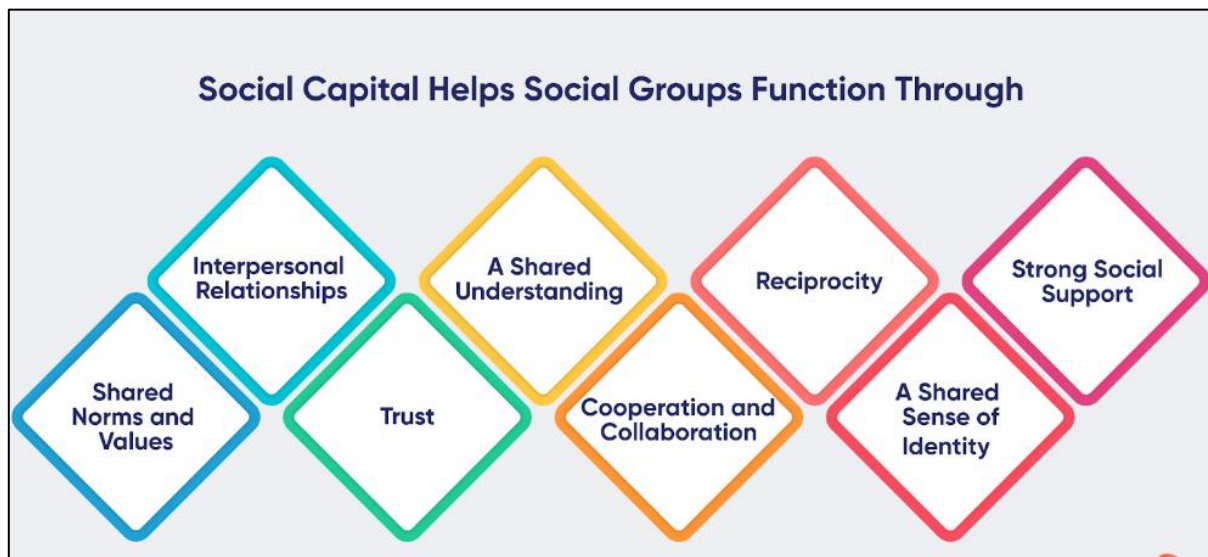 Social Capital Helps Social Groups Function Through
Shared
Norms and
Values
Interpersonal
Relationships
Trust
A Shared
Understanding
Cooperation and
Collaboration
Reciprocity
A Shared
Sense of
Identity
Strong Social
Support